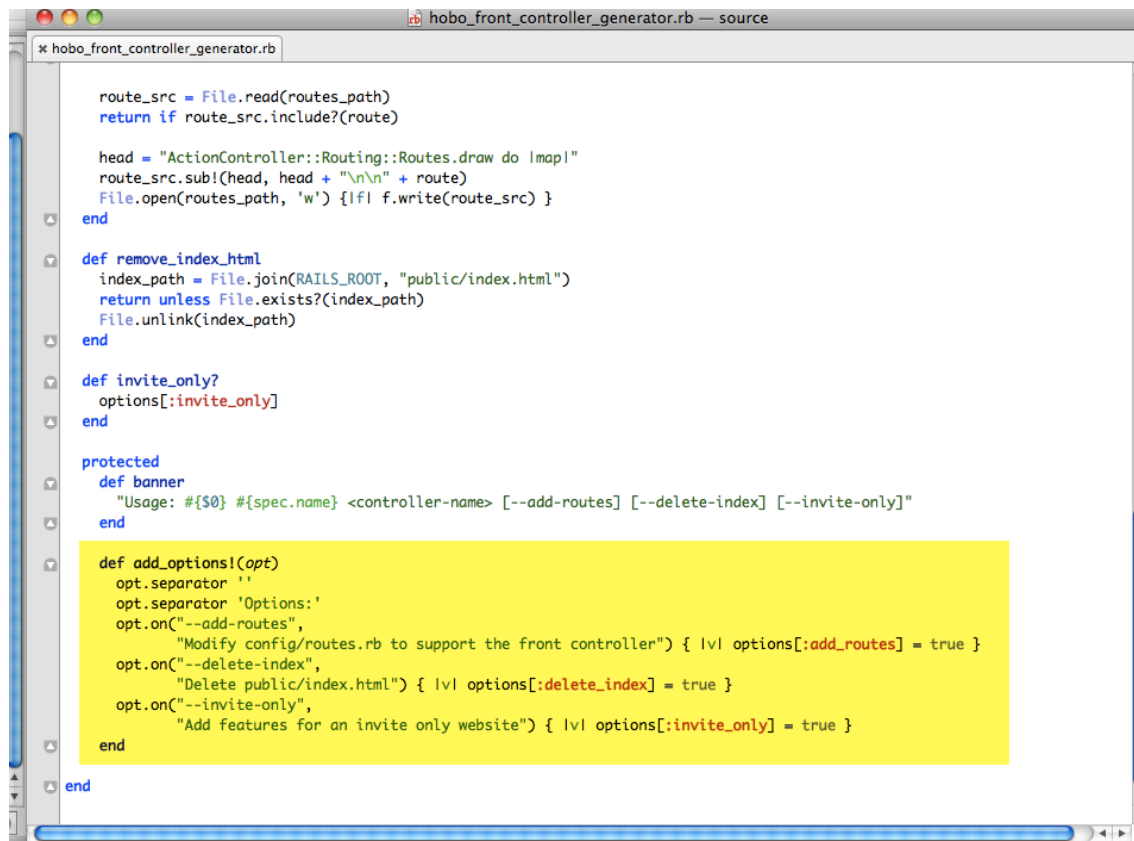 hobo_front_controller_generator.rb — source
hobo_front_controller_generator.rb
route_src = File.read(routes_path)
return if route_src.include?(route)
head = "ActionController::Routing::Routes.draw do |map|"
route_src.sub!(head, head + "\n\n" + route)
File.open(routes_path, 'w') {|f| f.write(route_src) }
end
def remove_index_html
index_path = File.join(RAILS_ROOT, "public/index.html")
return unless File.exists?(index_path)
File.unlink(index_path)
end
def invite_only?
options[:invite_only]
end
protected
def banner
"Usage: #{$0} #{spec.name} <controller-name> [--add-routes] [--delete-index] [--invite-only]"
end
def add_options!(opt)
opt.separator ''
opt.separator 'Options:'
opt.on("--add-routes",
"Modify config/routes.rb to support the front controller") { |v| options[:add_routes] = true }
opt.on("--delete-index",
"Delete public/index.html") { |v| options[:delete_index] = true }
opt.on("--invite-only",
"Add features for an invite only website") { |v| options[:invite_only] = true }
end
end